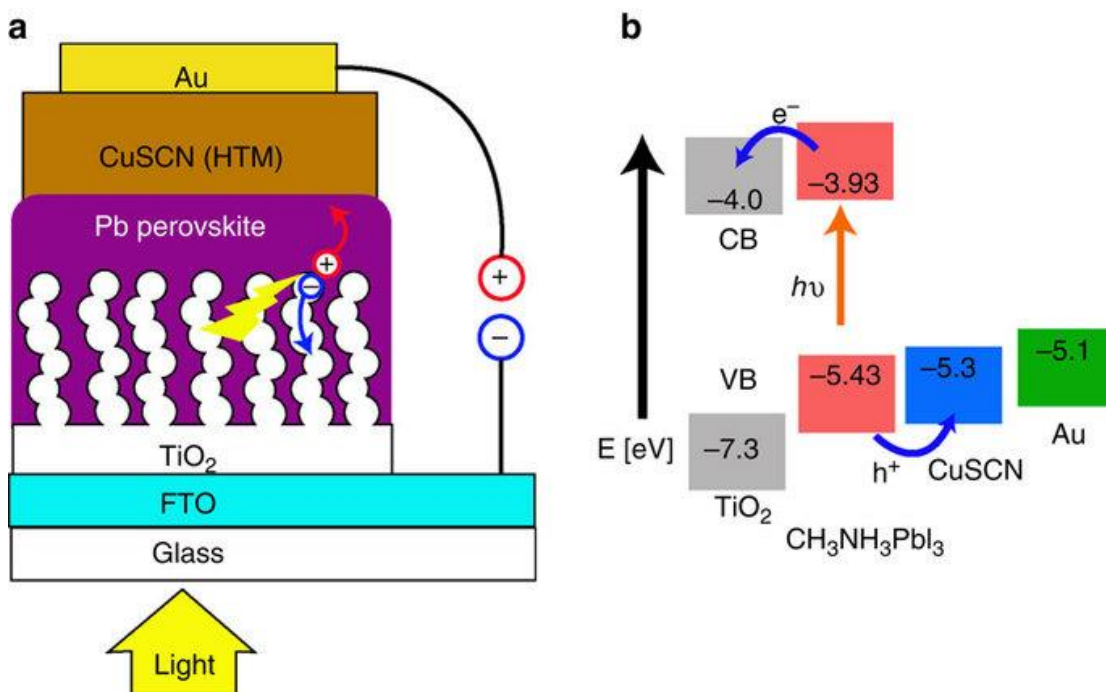 a
Au
CuSCN (HTM)
Pb perovskite
+
−
+
−
TiO₂
FTO
Glass
Light
b
e⁻
−4.0
−3.93
CB
hυ
VB
−5.43
−5.3
−5.1
E [eV]
−7.3
h⁺
CuSCN
Au
TiO₂
CH₃NH₃PbI₃